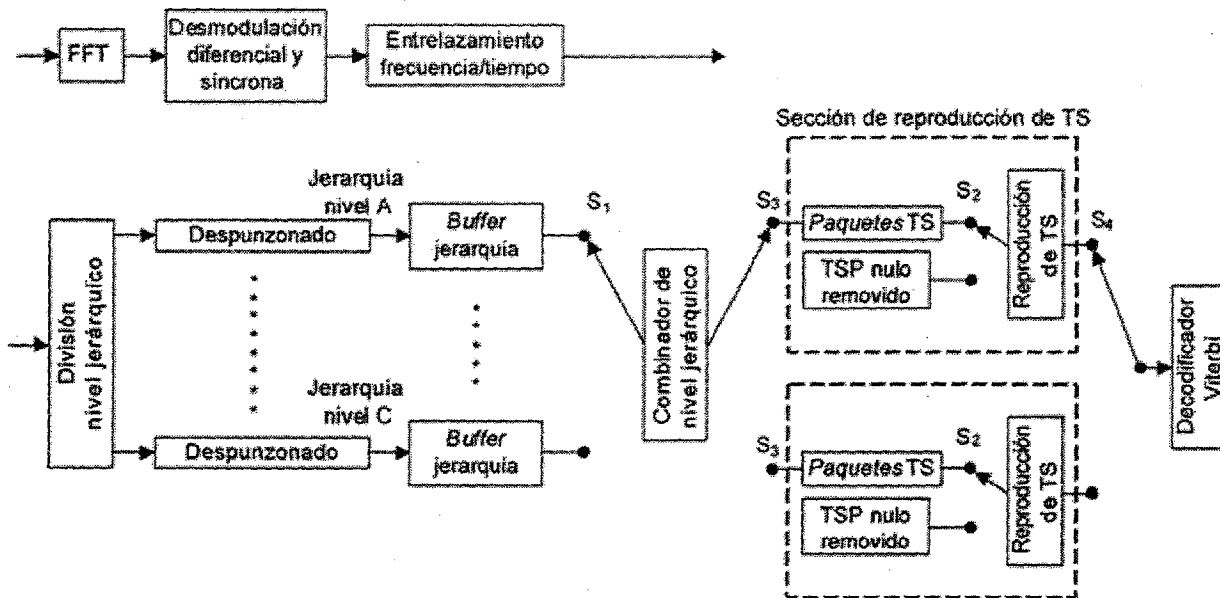 FFT
Desmodulación
diferencial y
síncrona
Entrelazamiento
frecuencia/tiempo
Sección de reproducción de TS
División
nivel jerárquico
Jerarquía
nivel A
Despunzonado
Buffer
jerarquía
S1
Jerarquía
nivel C
Despunzonado
Buffer
jerarquía
Combinador de
nivel jerárquico
S3
Paquetes TS
S2
TSP nulo
removido
Reproducción
de TS
S4
S3
Paquetes TS
S2
TSP nulo
removido
Reproducción
de TS
Decodificador
Viterbi